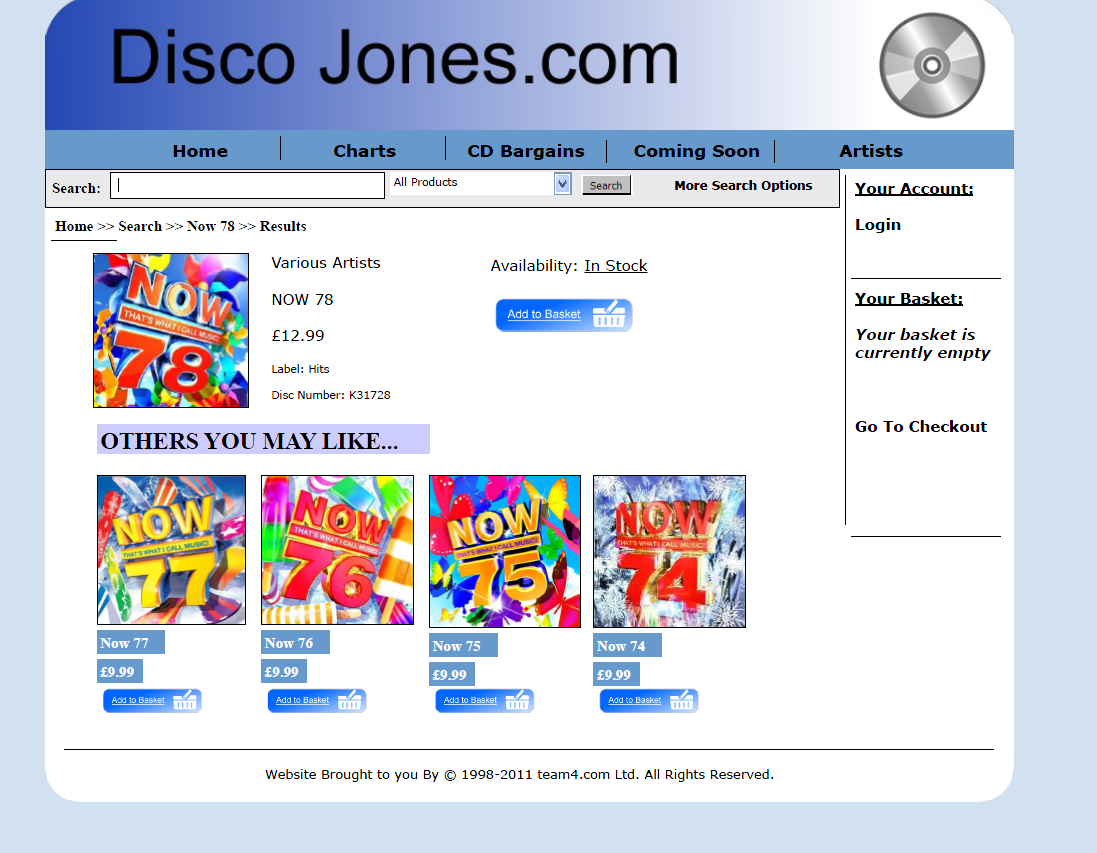 Disco Jones.com
Home Charts CD Bargains Coming Soon Artists
Search: All Products Search More Search Options
Your Account:
Login
Home >> Search >> Now 78 >> Results
NOW
THAT'S WHAT I CALL MUSIC!
78
Various Artists
NOW 78
£12.99
Label: Hits
Disc Number: K31728
Availability: In Stock
Add to Basket
Your Basket:
Your basket is
currently empty
Go To Checkout
OTHERS YOU MAY LIKE...
NOW
THAT'S WHAT I CALL MUSIC!
77
NOW
THAT'S WHAT I CALL MUSIC!
76
NOW
THAT'S WHAT I CALL MUSIC!
75
NOW
THAT'S WHAT I CALL MUSIC!
74
Now 77 Now 76 Now 75 Now 74
£9.99 £9.99 £9.99 £9.99
Add to Basket Add to Basket Add to Basket Add to Basket
Website Brought to you By © 1998-2011 team4.com Ltd. All Rights Reserved.